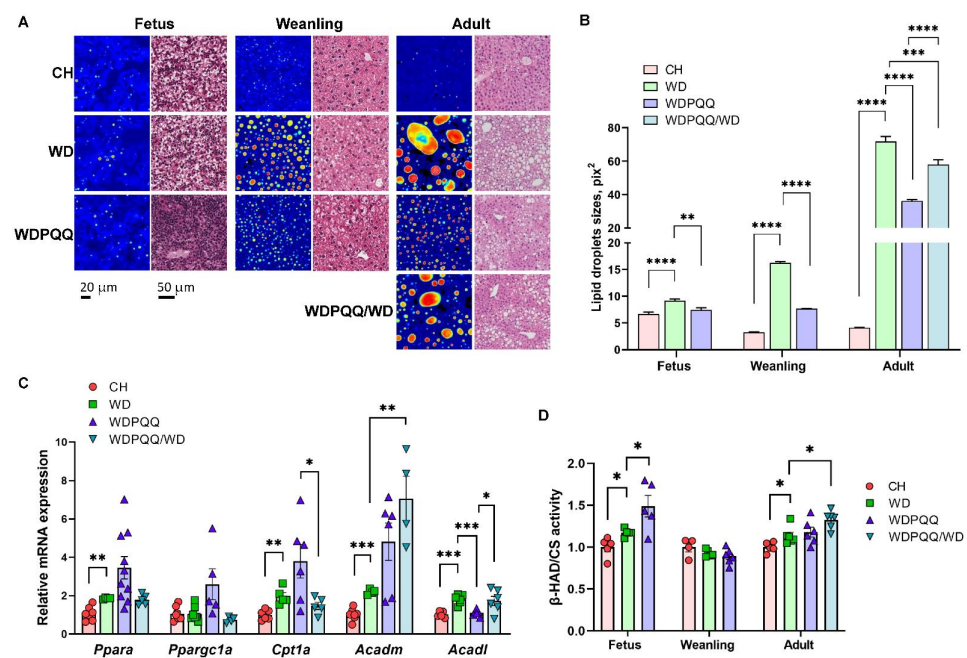 A
Fetus Weanling Adult
CH
WD
WDPQQ
WDPQQ/WD
20 μm 50 μm
B
CH
WD
WDPQQ
WDPQQ/WD
Lipid droplets sizes, pix²
80
60
40
20
15
10
5
0
**** ** **** **** **** **** *** ****
Fetus Weanling Adult
C
CH
WD
WDPQQ
WDPQQ/WD
Relative mRNA expression
10
8
6
4
2
0
** ** * *** ** *** *** *
Ppara Ppargc1a Cpt1a Acadm Acadl
D
β-HAD/CS activity
2.0
1.5
1.0
0.5
0.0
* * * *
Fetus Weanling Adult
CH
WD
WDPQQ
WDPQQ/WD